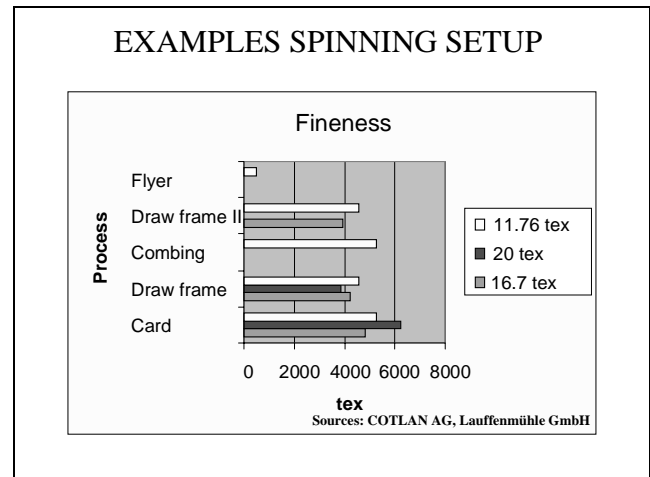 EXAMPLES SPINNING SETUP
Fineness
Process
Flyer
Draw frame II
Combing
Draw frame
Card
0 2000 4000 6000 8000
tex
11.76 tex
20 tex
16.7 tex
Sources: COTLAN AG, Lauffenmühle GmbH